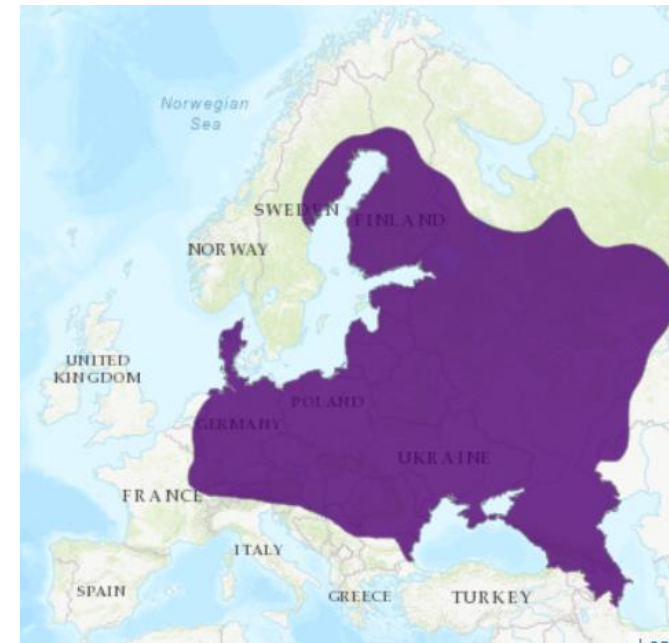 Norwegian
Sea
SWEDEN
FINLAND
NORWAY
UNITED
KINGDOM
POLAND
GERMANY
UKRAINE
FRANCE
ITALY
SPAIN
GREECE
TURKEY